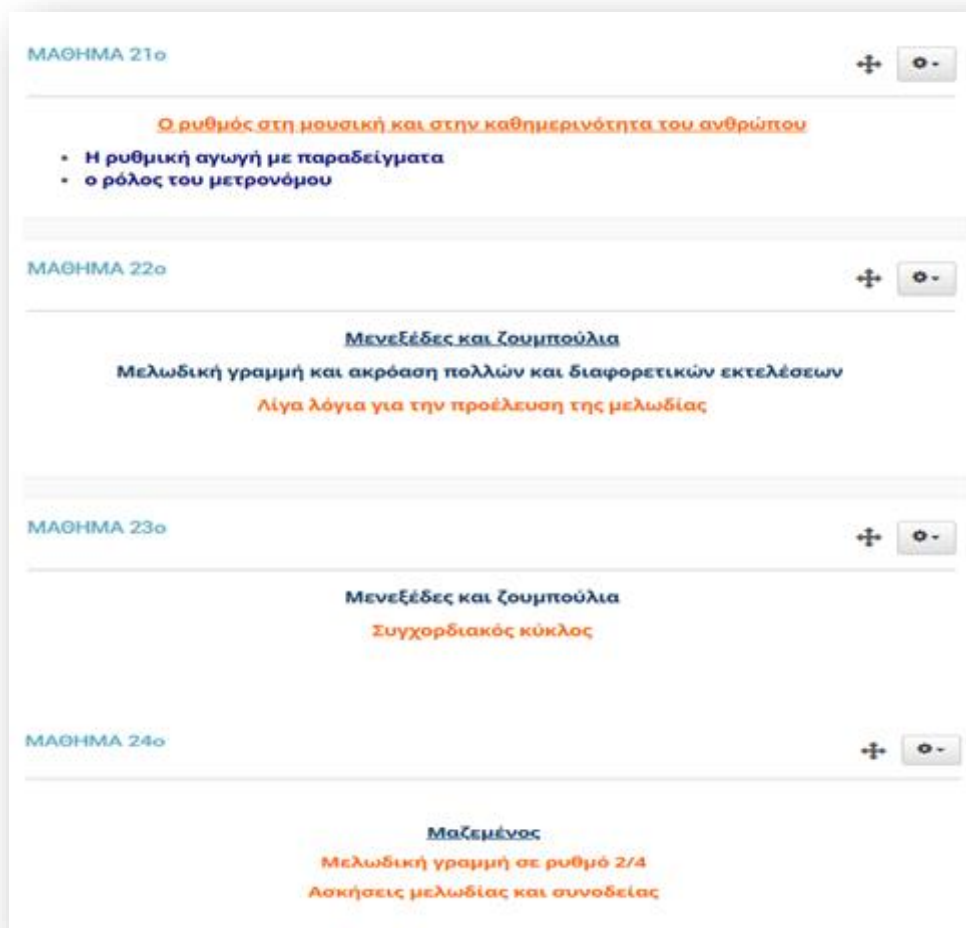 ΜΑΘΗΜΑ 21ο
Ο ρυθμός στη μουσική και στην καθημερινότητα του ανθρώπου
• Η ρυθμική αγωγή με παραδείγματα
• ο ρόλος του μετρονόμου
ΜΑΘΗΜΑ 22ο
Μενεξέδες και ζουμπούλια
Μελωδική γραμμή και ακρόαση πολλών και διαφορετικών εκτελέσεων
Λίγα λόγια για την προέλευση της μελωδίας
ΜΑΘΗΜΑ 23ο
Μενεξέδες και ζουμπούλια
Συγχορδιακός κύκλος
ΜΑΘΗΜΑ 24ο
Μαζεμένος
Μελωδική γραμμή σε ρυθμό 2/4
Ασκήσεις μελωδίας και συνοδείας